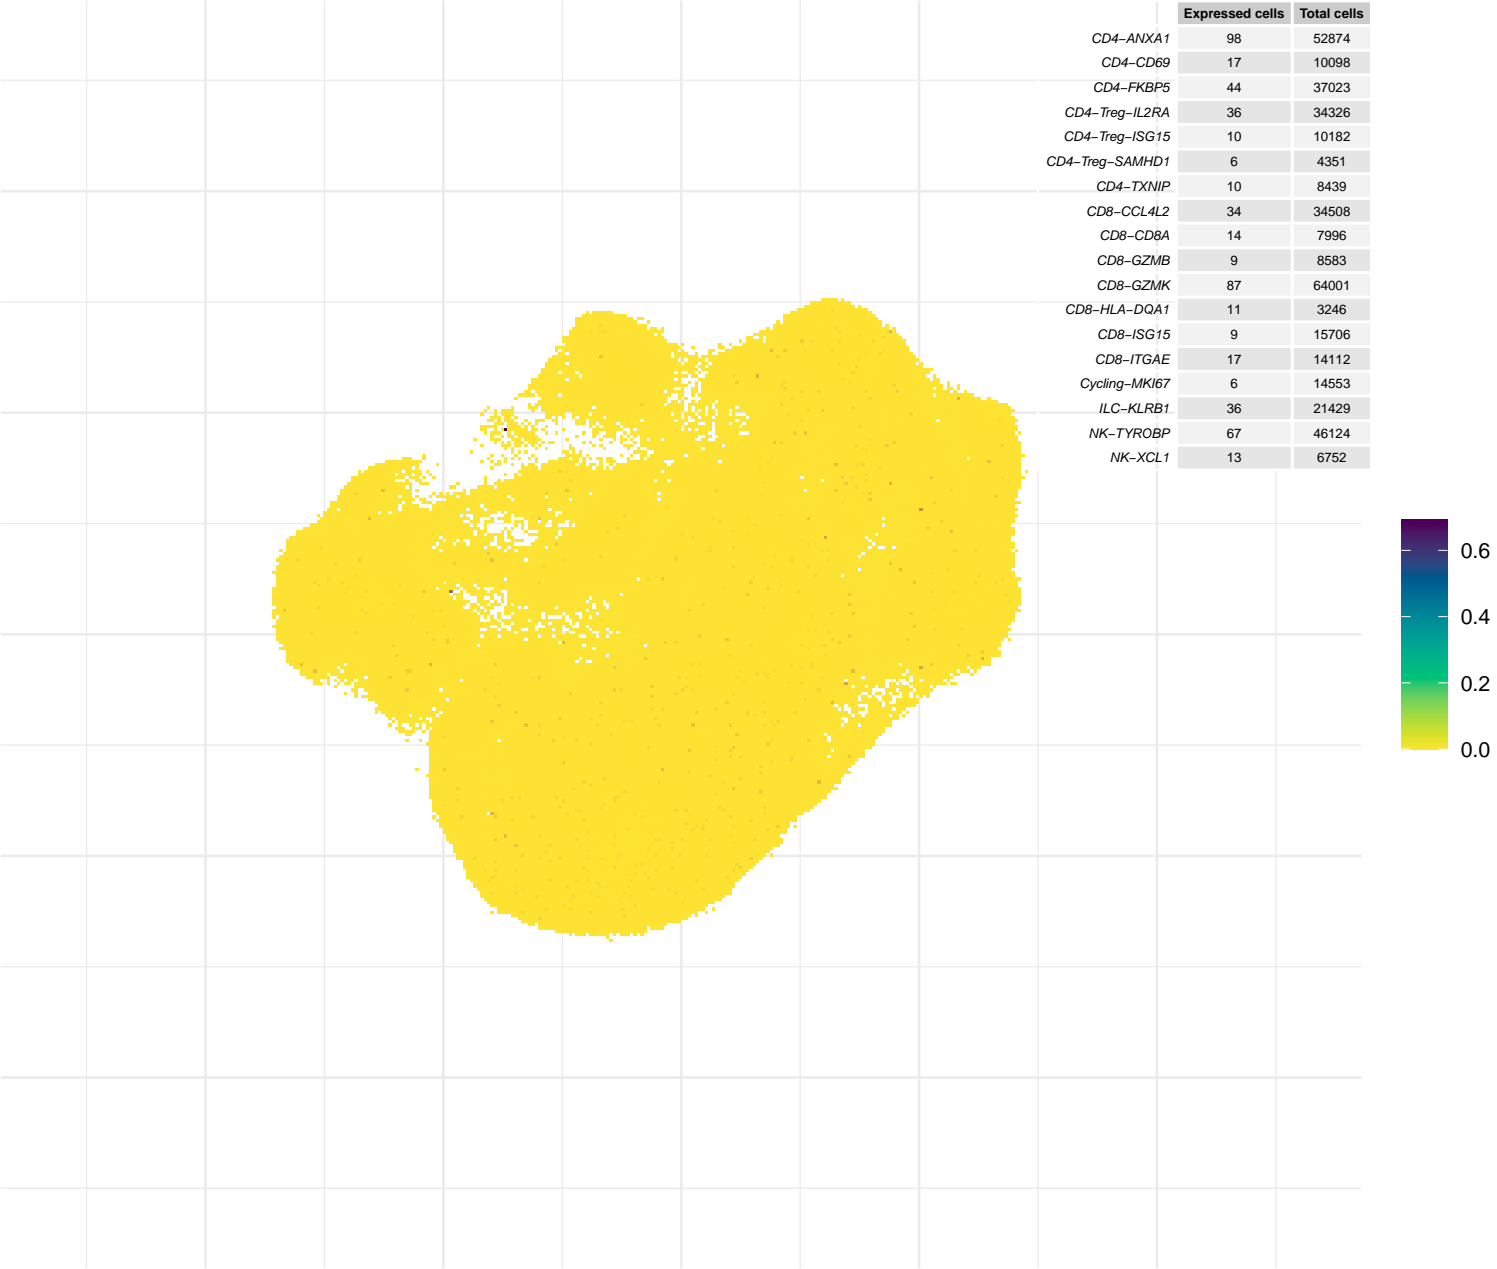 Expressed cells Total cells
CD4−ANXA1 98 52874
CD4−CD69 17 10098
CD4−FKBP5 44 37023
CD4−Treg−IL2RA 36 34326
CD4−Treg−ISG15 10 10182
CD4−Treg−SAMHD1 6 4351
CD4−TXNIP 10 8439
CD8−CCL4L2 34 34508
CD8−CD8A 14 7996
CD8−GZMB 9 8583
CD8−GZMK 87 64001
CD8−HLA−DQA1 11 3246
CD8−ISG15 9 15706
CD8−ITGAE 17 14112
Cycling−MKI67 6 14553
ILC−KLRB1 36 21429
NK−TYROBP 67 46124
NK−XCL1 13 6752
0.6
0.4
0.2
0.0